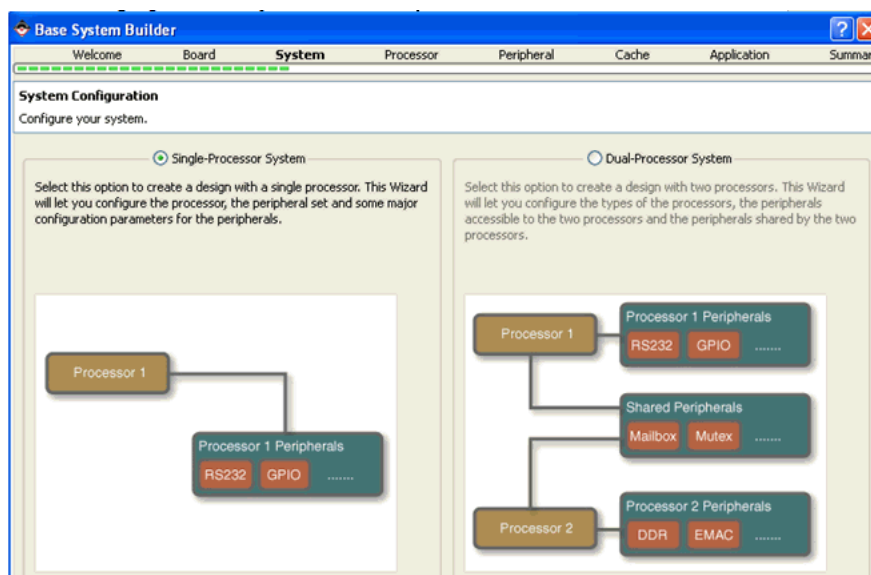 Base System Builder
Welcome Board System Processor Peripheral Cache Application Summar
System Configuration
Configure your system.
Single-Processor System
Select this option to create a design with a single processor. This Wizard
will let you configure the processor, the peripheral set and some major
configuration parameters for the peripherals.
Processor 1
Processor 1 Peripherals
RS232 GPIO .......
Dual-Processor System
Select this option to create a design with two processors. This Wizard
will let you configure the types of the processors, the peripherals
accessible to the two processors and the peripherals shared by the two
processors.
Processor 1
Processor 1 Peripherals
RS232 GPIO .......
Shared Peripherals
Mailbox Mutex .......
Processor 2
Processor 2 Peripherals
DDR EMAC .......